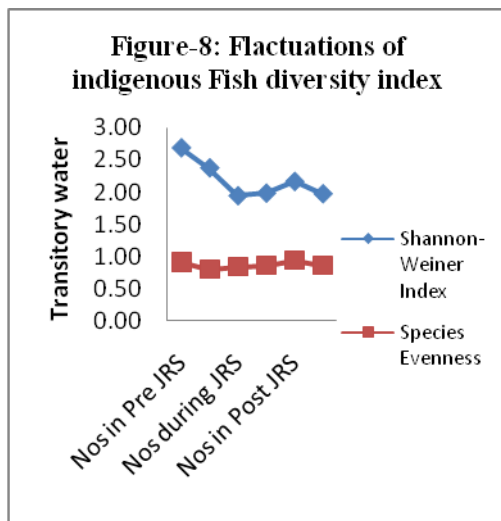 Figure-8: Flactuations of
indigenous Fish diversity index
Transitory water
3.00
2.50
2.00
1.50
1.00
0.50
0.00
Nos in Pre JRS
Nos during JRS
Nos in Post JRS
Shannon-
Weiner
Index
Species
Evenness